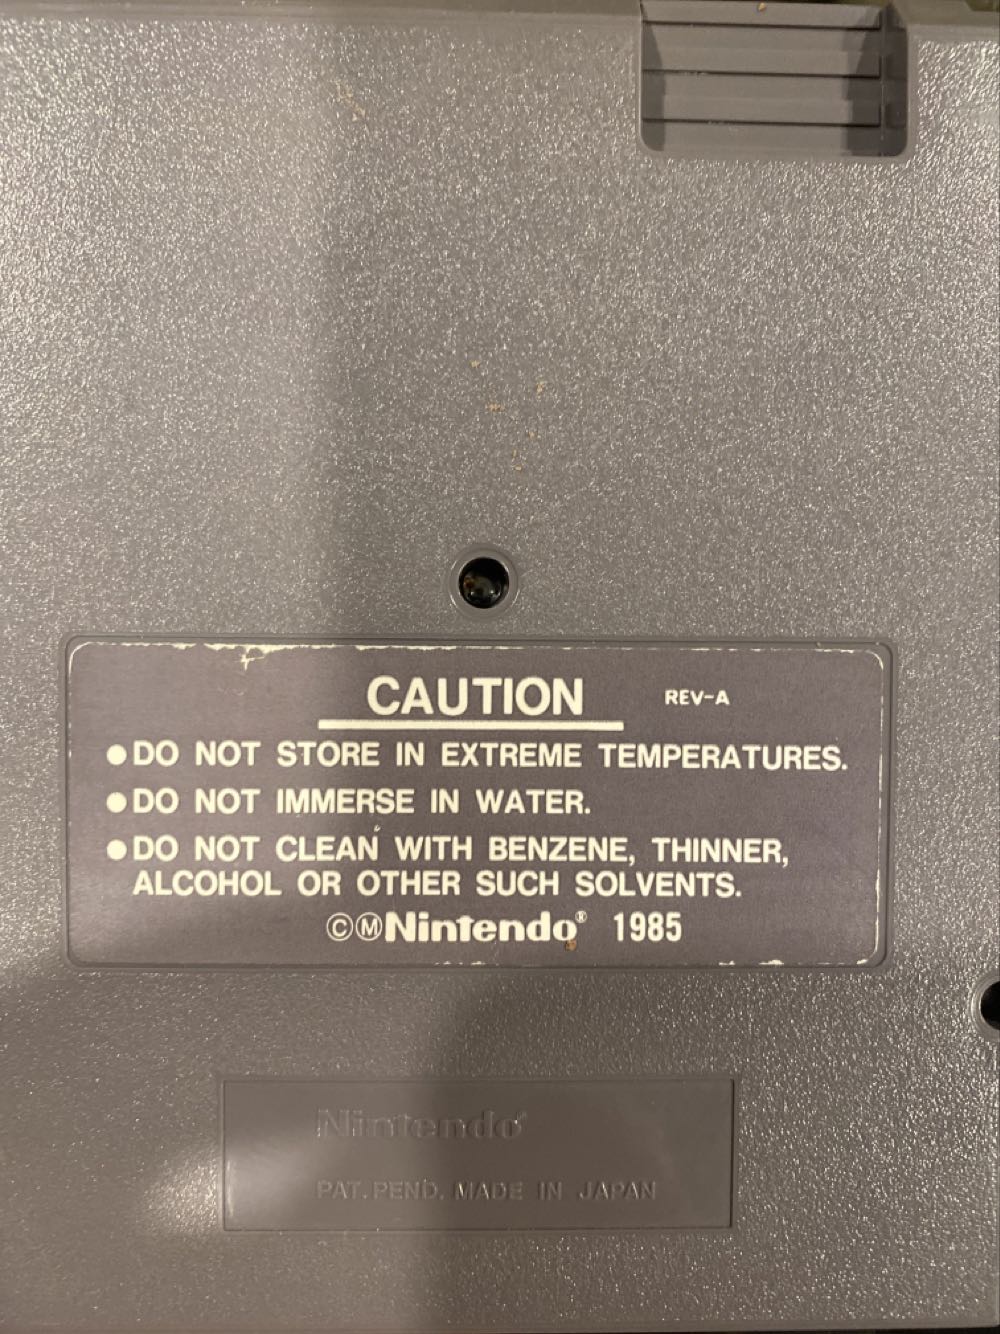 CAUTION REV-A
●DO NOT STORE IN EXTREME TEMPERATURES.
●DO NOT IMMERSE IN WATER.
●DO NOT CLEAN WITH BENZENE, THINNER,
ALCOHOL OR OTHER SUCH SOLVENTS.
©ⓂNintendo® 1985
Nintendo®
PAT. PEND. MADE IN JAPAN